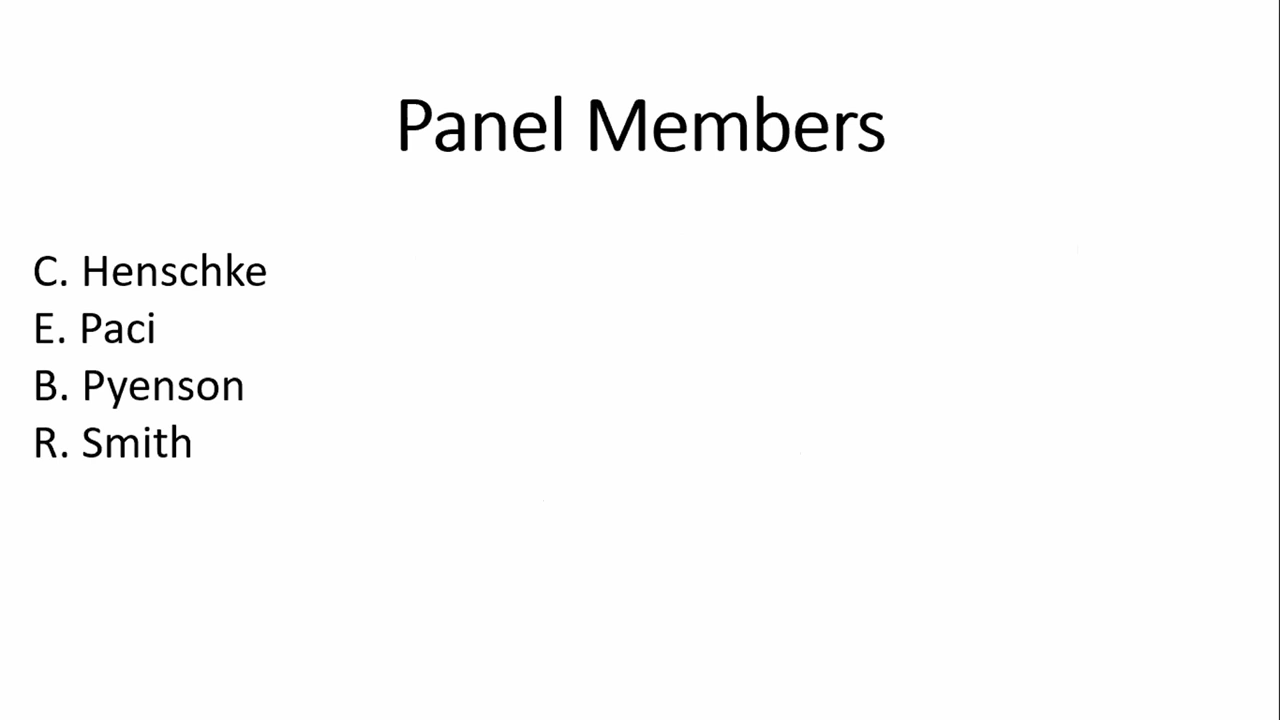 Panel Members
C. Henschke
E. Paci
B. Pyenson
R. Smith